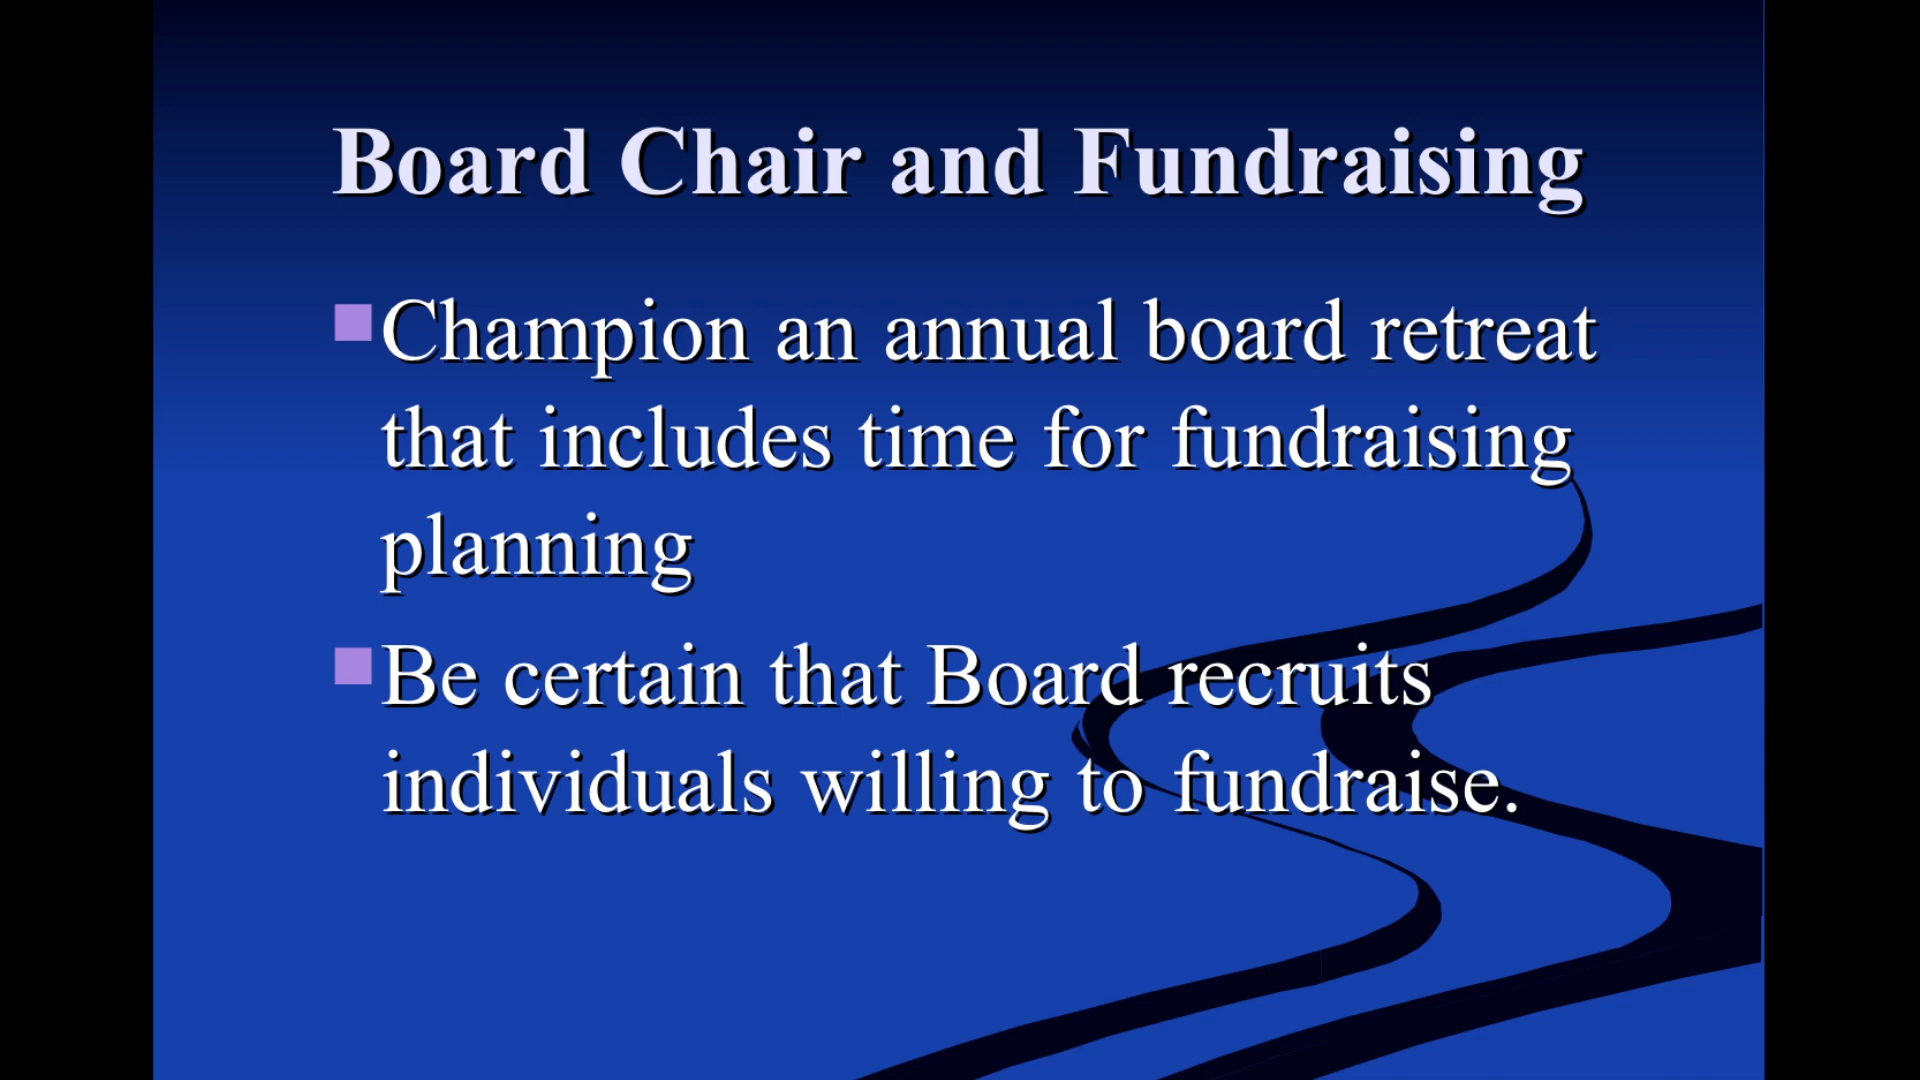 Board Chair and Fundraising
Champion an annual board retreat
that includes time for fundraising
planning
Be certain that Board recruits
individuals willing to fundraise.